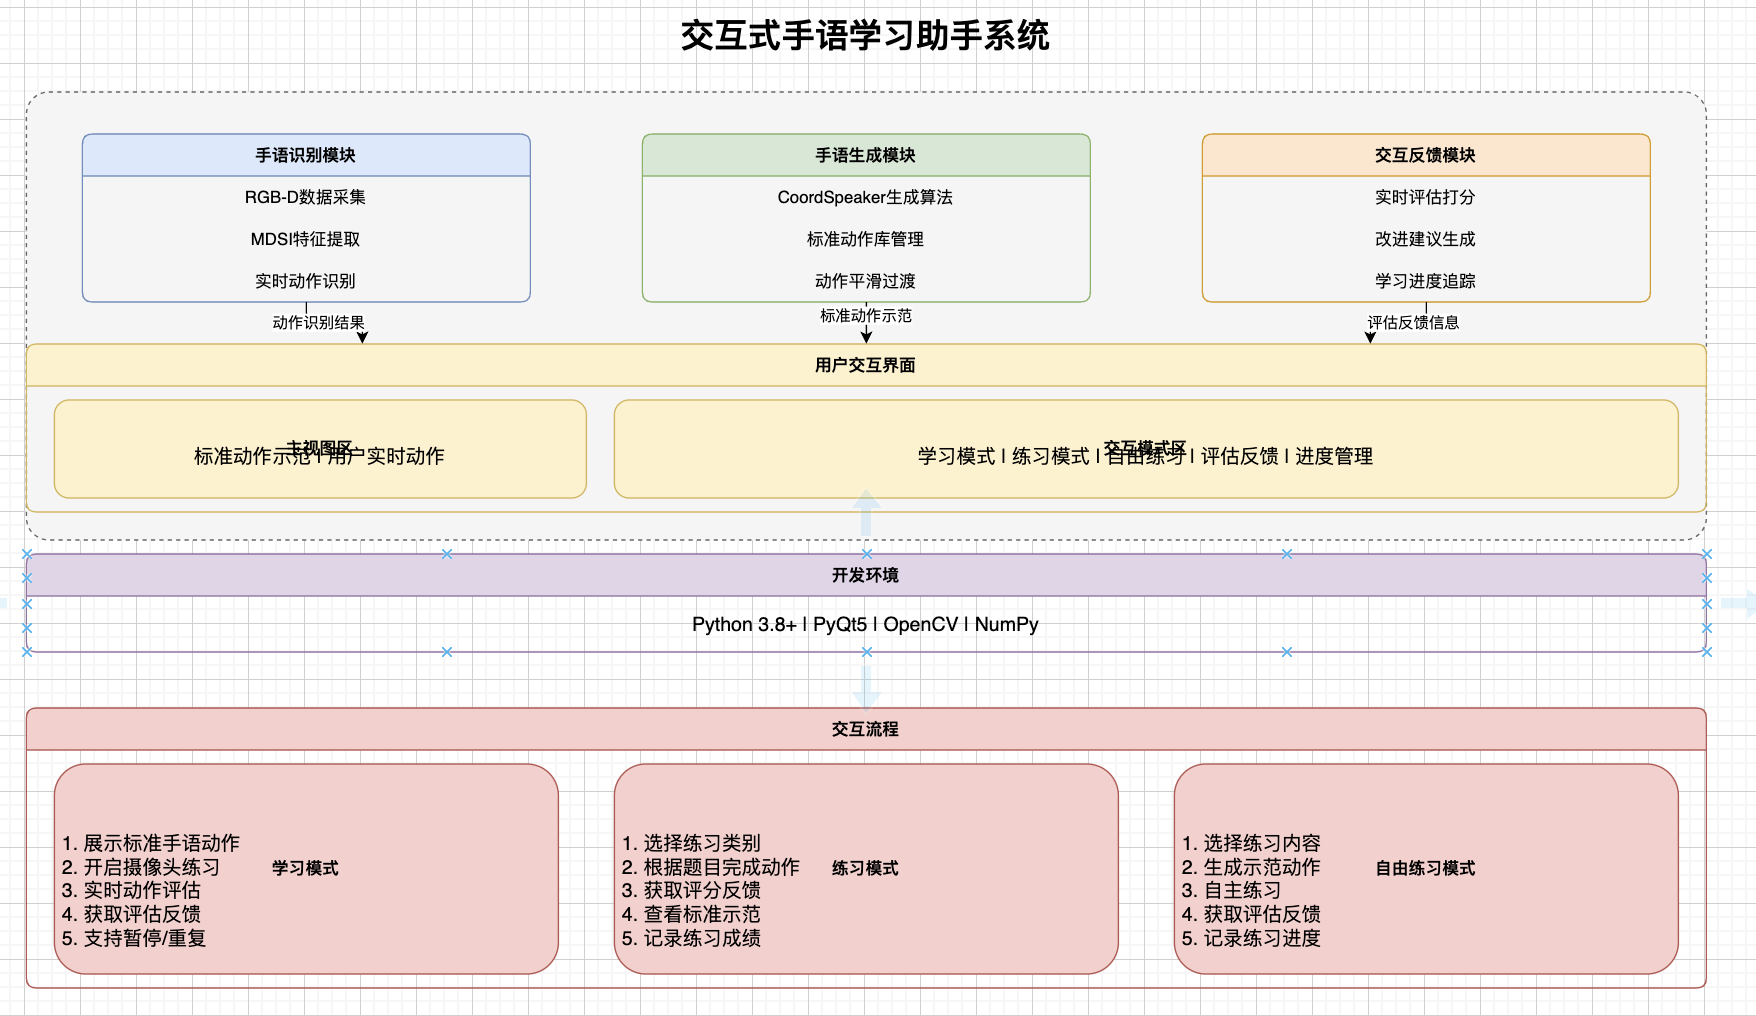 交互式手语学习助手系统
手语识别模块
RGB-D数据采集
MDSI特征提取
实时动作识别
手语生成模块
CoordSpeaker生成算法
标准动作库管理
动作平滑过渡
交互反馈模块
实时评估打分
改进建议生成
学习进度追踪
动作识别结果
标准动作示范
评估反馈信息
用户交互界面
主视图区
标准动作示范 | 用户实时动作
交互模式区
学习模式 | 练习模式 | 自由练习 | 评估反馈 | 进度管理
开发环境
Python 3.8+ | PyQt5 | OpenCV | NumPy
交互流程
学习模式
1. 展示标准手语动作
2. 开启摄像头练习
3. 实时动作评估
4. 获取评估反馈
5. 支持暂停/重复
练习模式
1. 选择练习类别
2. 根据题目完成动作
3. 获取评分反馈
4. 查看标准示范
5. 记录练习成绩
自由练习模式
1. 选择练习内容
2. 生成示范动作
3. 自主练习
4. 获取评估反馈
5. 记录练习进度